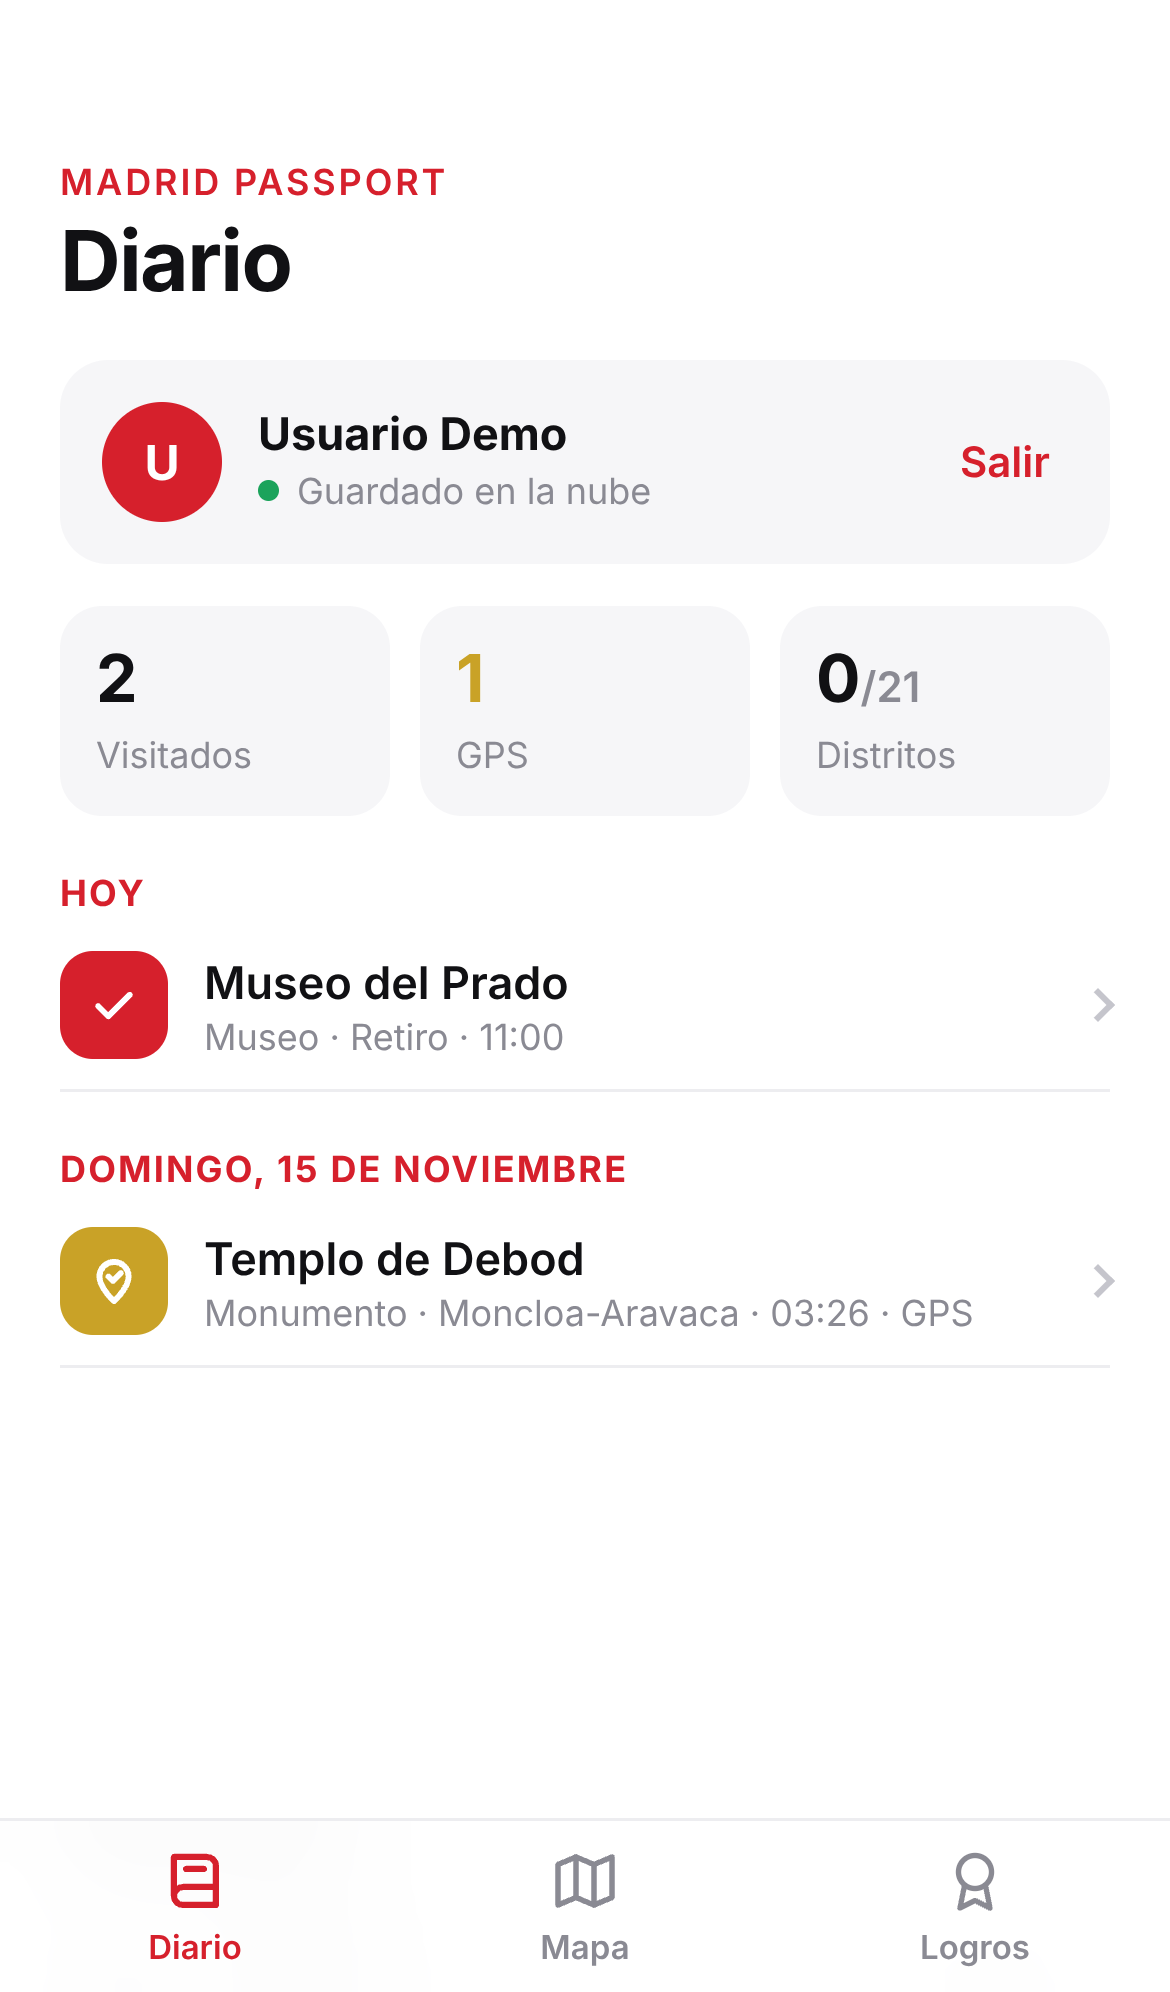 MADRID PASSPORT
Diario
U
Usuario Demo
Guardado en la nube
Salir
2
Visitados
1
GPS
0/21
Distritos
HOY
Museo del Prado
Museo · Retiro · 11:00
DOMINGO, 15 DE NOVIEMBRE
Templo de Debod
Monumento · Moncloa-Aravaca · 03:26 · GPS
Diario
Mapa
Logros